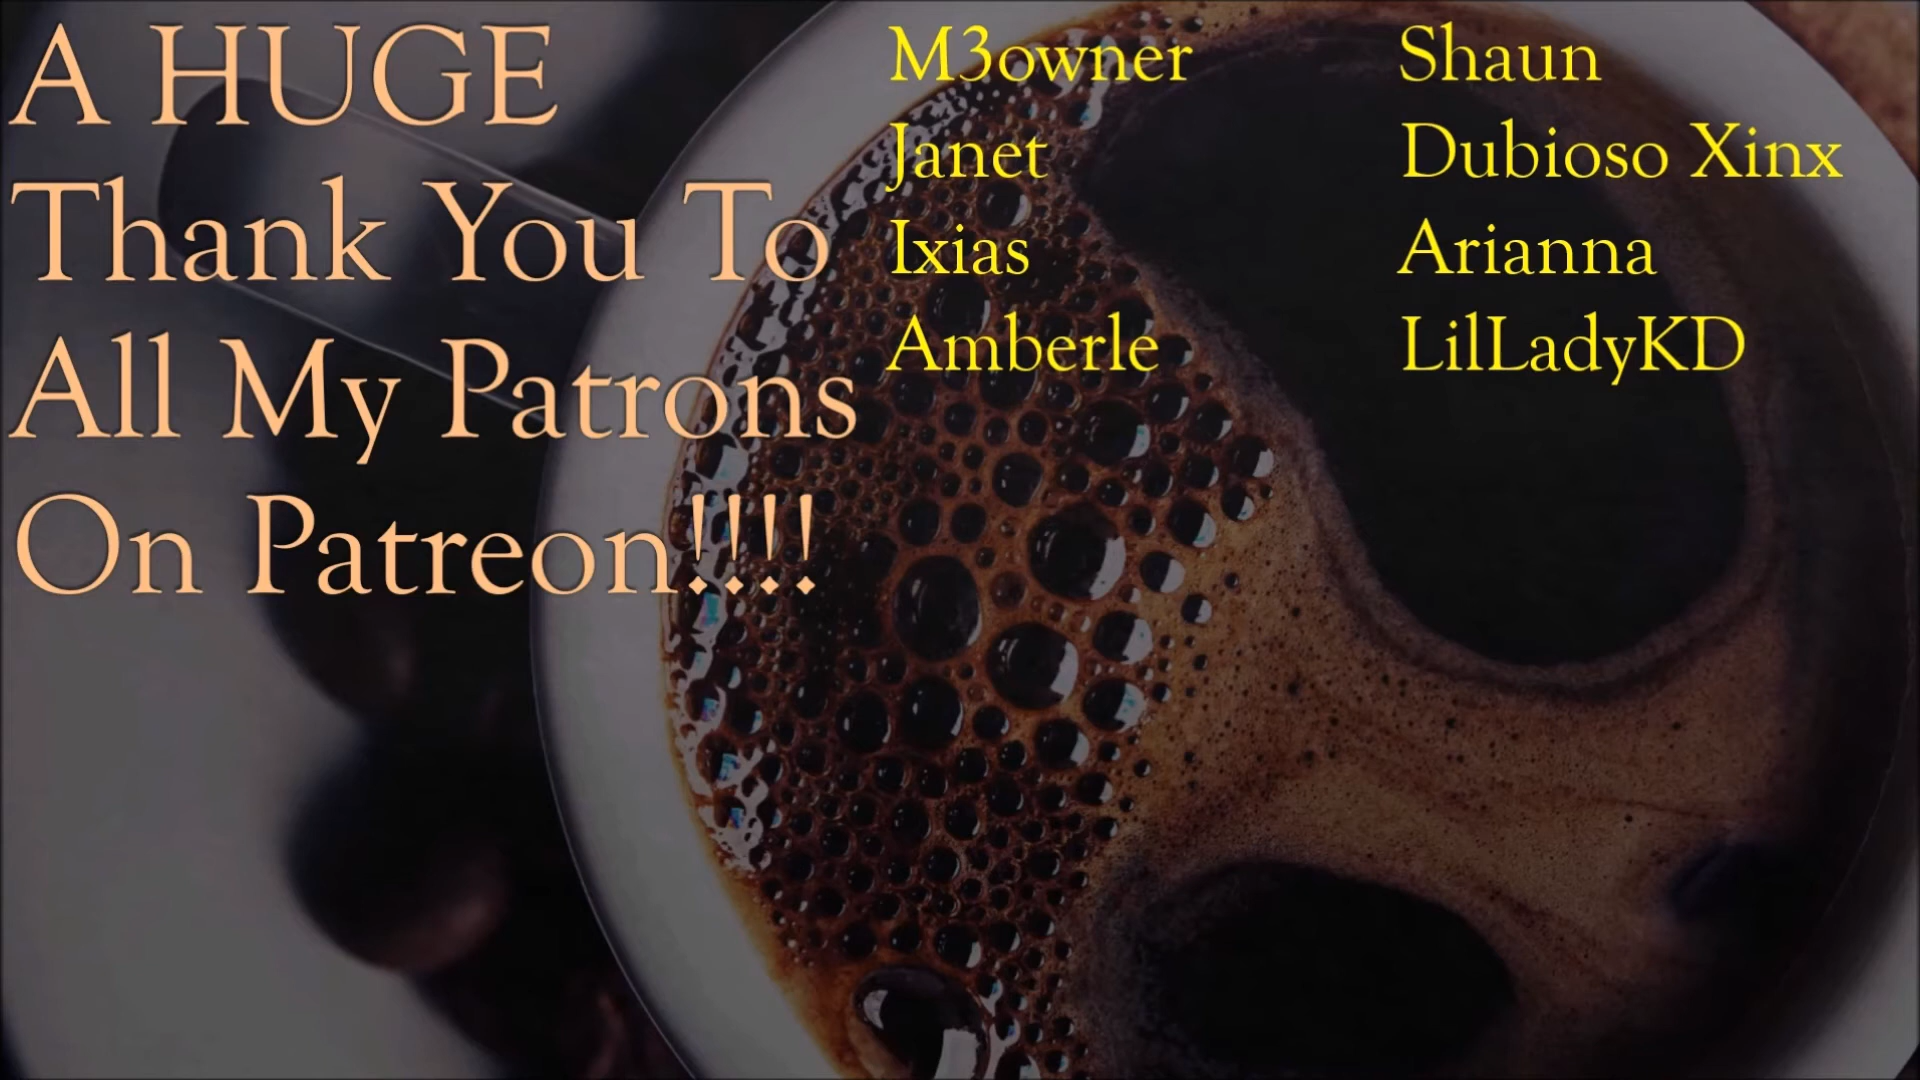 A HUGE
Thank You To
All My Patrons
On Patreon!!!!
M3owner
Janet
Ixias
Amberle
Shaun
Dubioso Xinx
Arianna
LilLadyKD